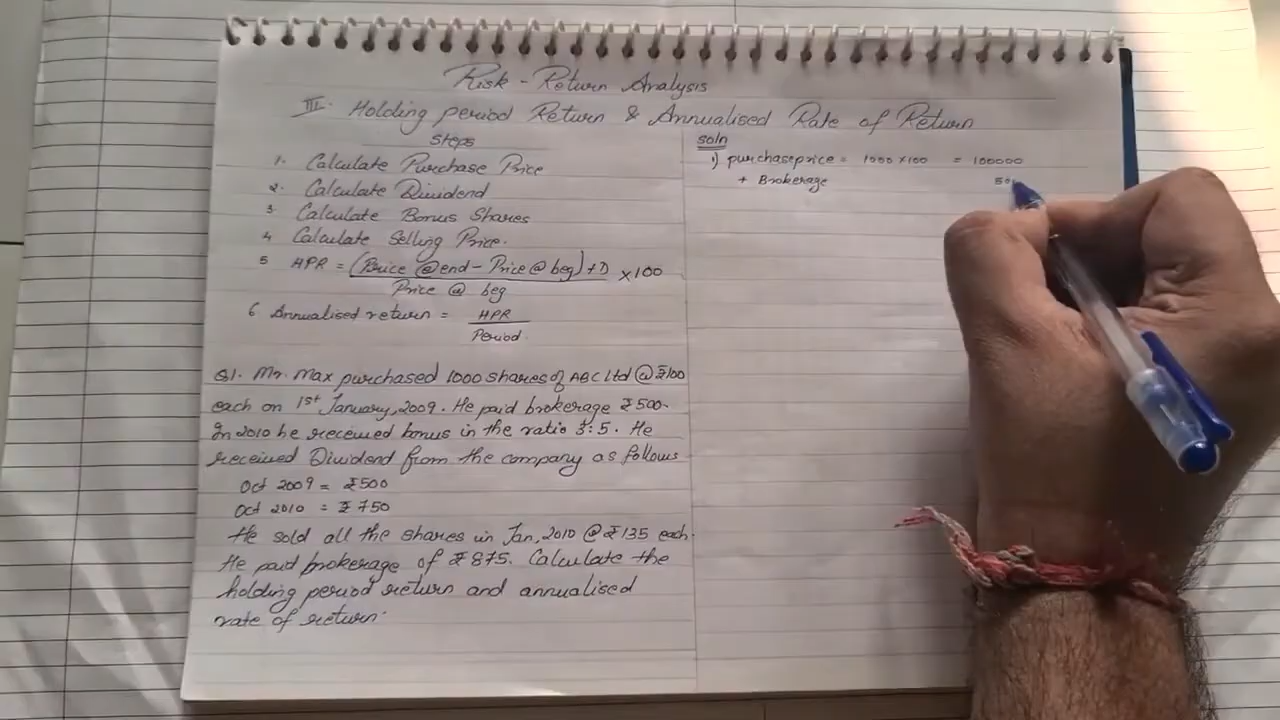 Risk - Return Analysis
III. Holding period Return & Annualised Rate of Return
Steps
1. Calculate Purchase Price
2. Calculate Dividend
3 Calculate Bonus Shares
4 Calculate Selling Price.
5 HPR = (Price @ end - Price @ beg) + D × 100
Price @ beg
6 Annualised return = HPR
Period.
Q1. Mr. Max purchased 1000 shares of ABC Ltd @ ₹100
each on 1st January, 2009. He paid brokerage ₹500.
In 2010 he received bonus in the ratio 3:5. He
received Dividend from the company as follows
Oct 2009 = ₹500
Oct 2010 = ₹750
He sold all the shares in Jan, 2010 @ ₹135 each.
He paid brokerage of ₹875. Calculate the
holding period return and annualised
rate of return.
soln
1) purchase price = 1000 × 100 = 100000
+ Brokerage